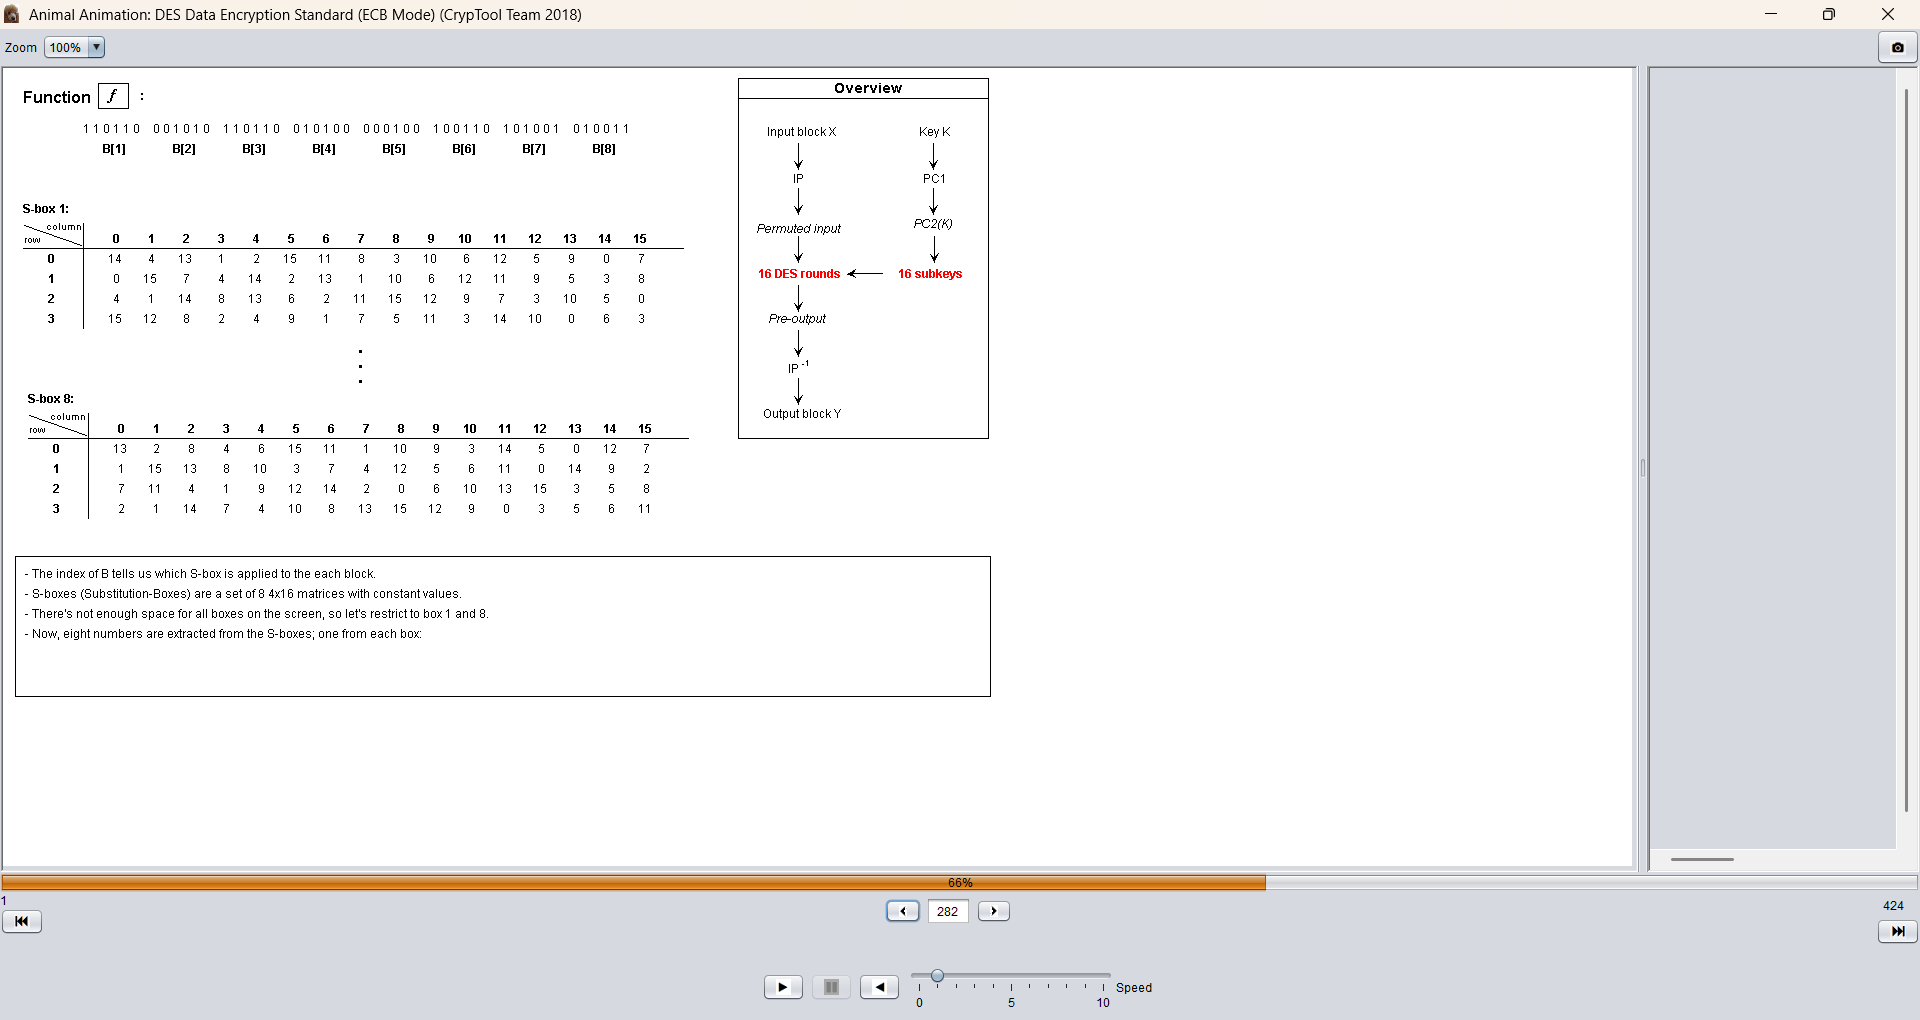 Animal Animation: DES Data Encryption Standard (ECB Mode) (CrypTool Team 2018)
Zoom 100%
Function f :
110110 001010 110110 010100 000100 100110 101001 010011
B[1] B[2] B[3] B[4] B[5] B[6] B[7] B[8]
S-box 1:
column
row 0 1 2 3 4 5 6 7 8 9 10 11 12 13 14 15
0 14 4 13 1 2 15 11 8 3 10 6 12 5 9 0 7
1 0 15 7 4 14 2 13 1 10 6 12 11 9 5 3 8
2 4 1 14 8 13 6 2 11 15 12 9 7 3 10 5 0
3 15 12 8 2 4 9 1 7 5 11 3 14 10 0 6 3
S-box 8:
column
row 0 1 2 3 4 5 6 7 8 9 10 11 12 13 14 15
0 13 2 8 4 6 15 11 1 10 9 3 14 5 0 12 7
1 1 15 13 8 10 3 7 4 12 5 6 11 0 14 9 2
2 7 11 4 1 9 12 14 2 0 6 10 13 15 3 5 8
3 2 1 14 7 4 10 8 13 15 12 9 0 3 5 6 11
Overview
Input block X Key K
IP PC1
Permuted input PC2(K)
16 DES rounds 16 subkeys
Pre-output
IP -1
Output block Y
- The index of B tells us which S-box is applied to the each block.
- S-boxes (Substitution-Boxes) are a set of 8 4x16 matrices with constant values.
- There's not enough space for all boxes on the screen, so let's restrict to box 1 and 8.
- Now, eight numbers are extracted from the S-boxes; one from each box:
66%
1 282 424
Speed
0 5 10